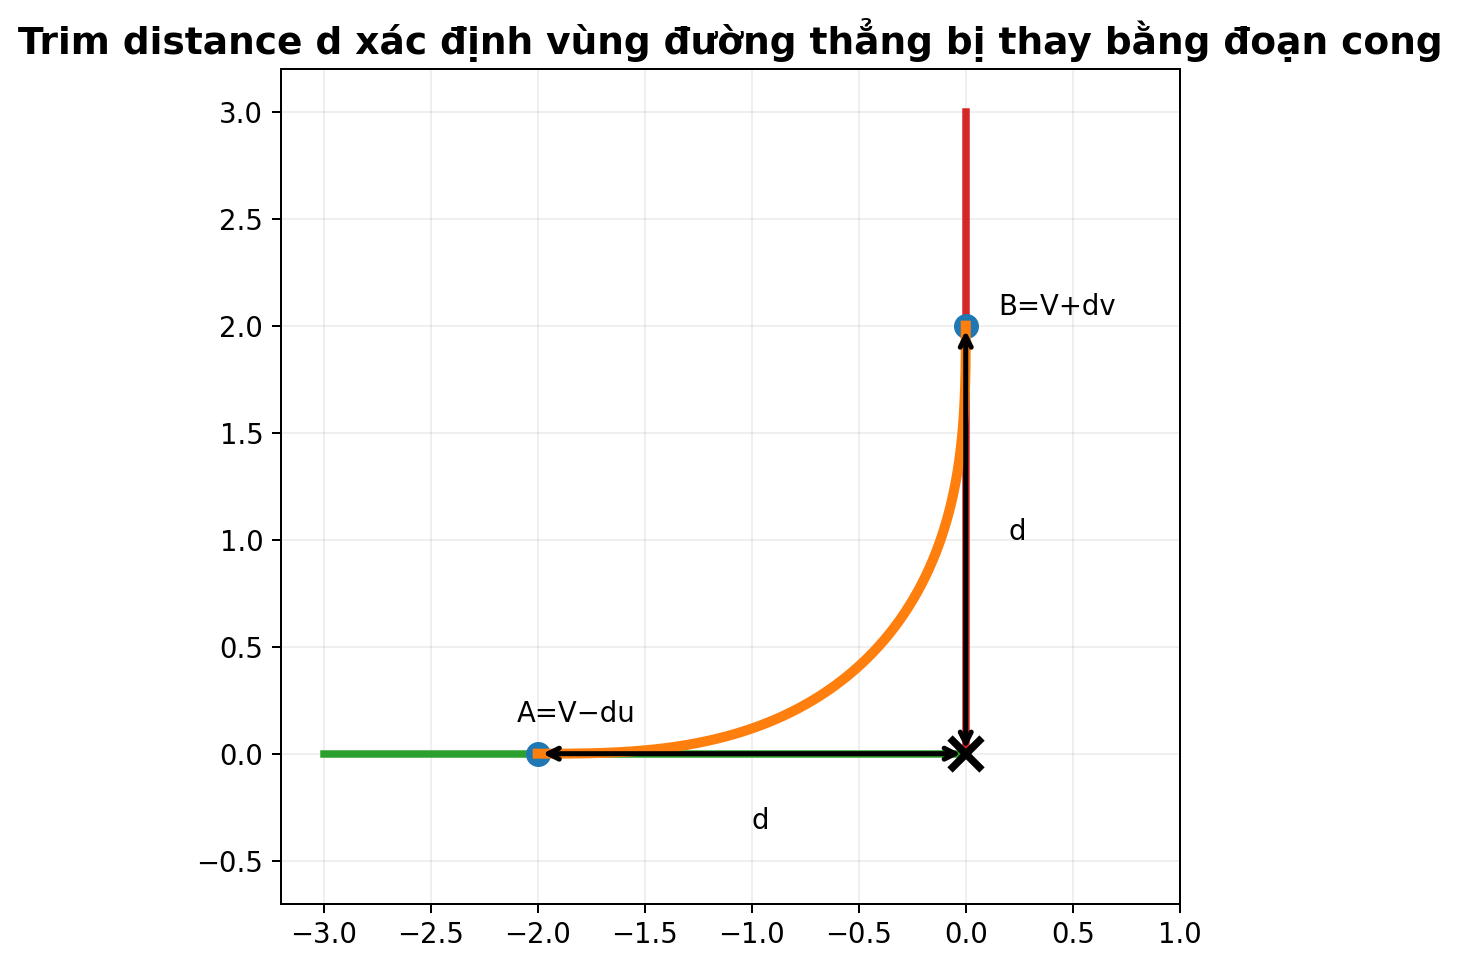 Trim distance d xác định vùng đường thẳng bị thay bằng đoạn cong
3.0
2.5
2.0
1.5
1.0
0.5
0.0
−0.5
B=V+dv
d
A=V−du
d
−3.0 −2.5 −2.0 −1.5 −1.0 −0.5 0.0 0.5 1.0